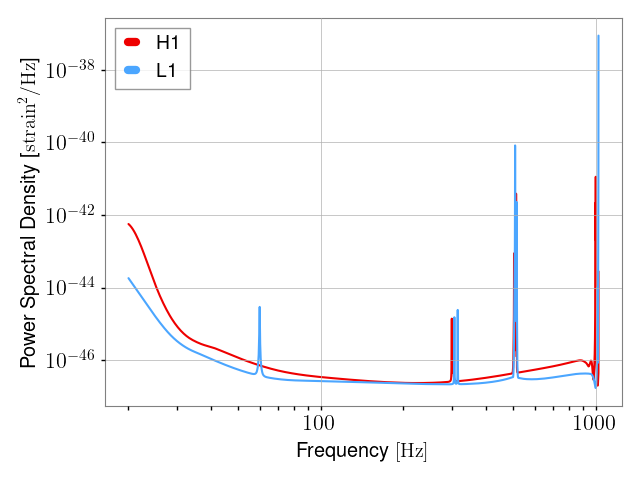 H1
L1
Power Spectral Density [strain²/Hz]
10⁻³⁸
10⁻⁴⁰
10⁻⁴²
10⁻⁴⁴
10⁻⁴⁶
100
1000
Frequency [Hz]